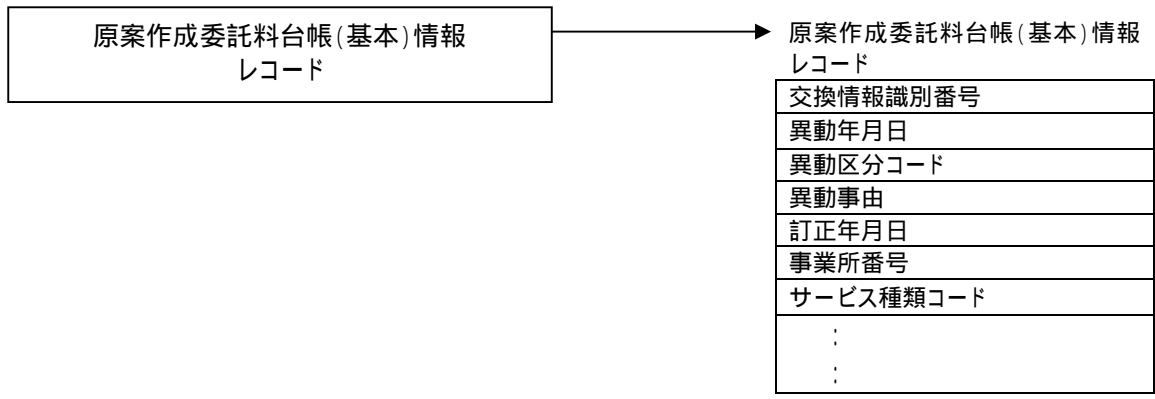 原案作成委託料台帳(基本)情報
レコード
原案作成委託料台帳(基本)情報
レコード
交換情報識別番号
異動年月日
異動区分コード
異動事由
訂正年月日
事業所番号
サービス種類コード
:
: